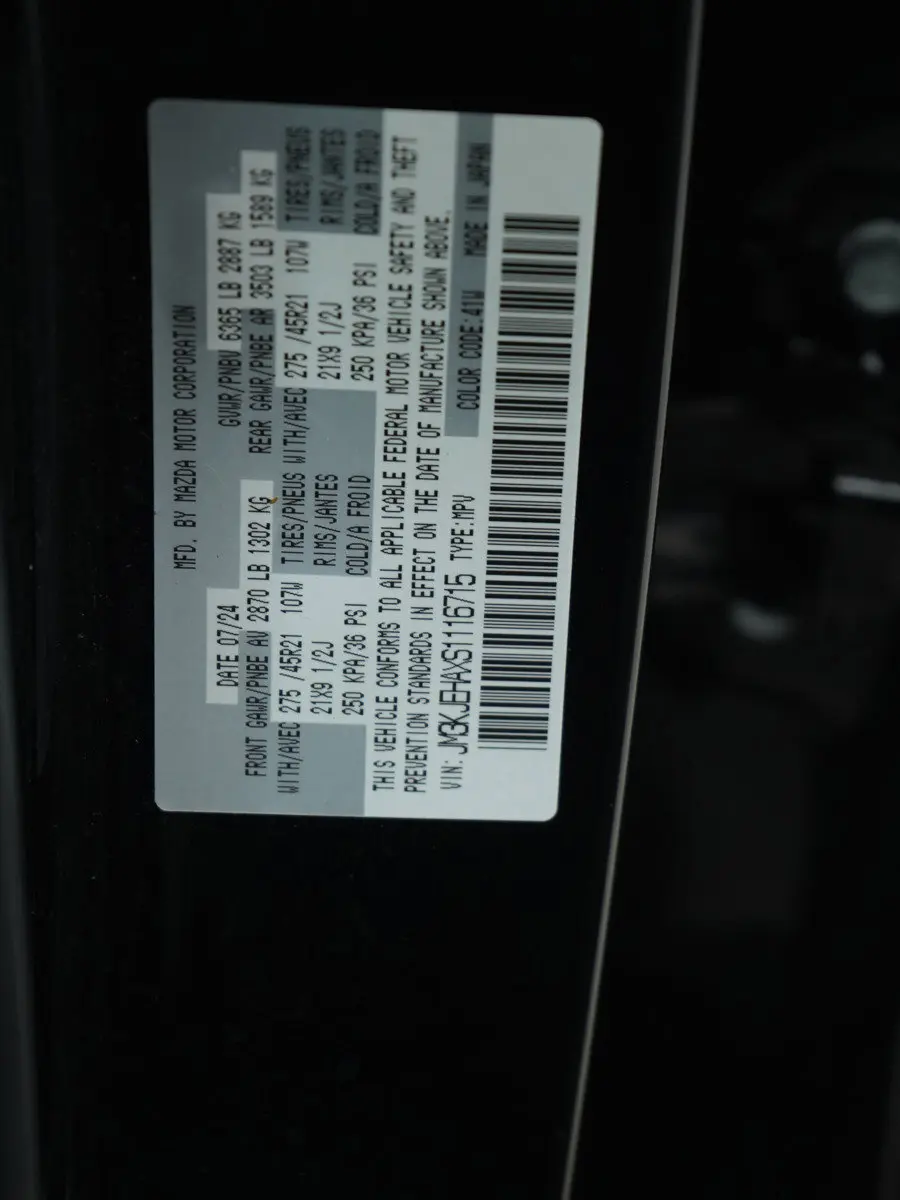 MFD. BY MAZDA MOTOR CORPORATION
DATE 07/24 GVWR/PNBV 6365 LB 2887 KG
FRONT GAWR/PNBE AV 2870 LB 1302 KG REAR GAWR/PNBE AR 3503 LB 1589 KG
WITH/AVEC 275 /45R21 107W TIRES/PNEUS WITH/AVEC 275 /45R21 107W TIRES/PNEUS
21X9 1/2J RIMS/JANTES 21X9 1/2J RIMS/JANTES
250 KPA/36 PSI COLD/A FROID 250 KPA/36 PSI COLD/A FROID
THIS VEHICLE CONFORMS TO ALL APPLICABLE FEDERAL MOTOR VEHICLE SAFETY AND THEFT
PREVENTION STANDARDS IN EFFECT ON THE DATE OF MANUFACTURE SHOWN ABOVE.
VIN: JM3KJEHAXS1116715 TYPE:MPV COLOR CODE:41W MADE IN JAPAN